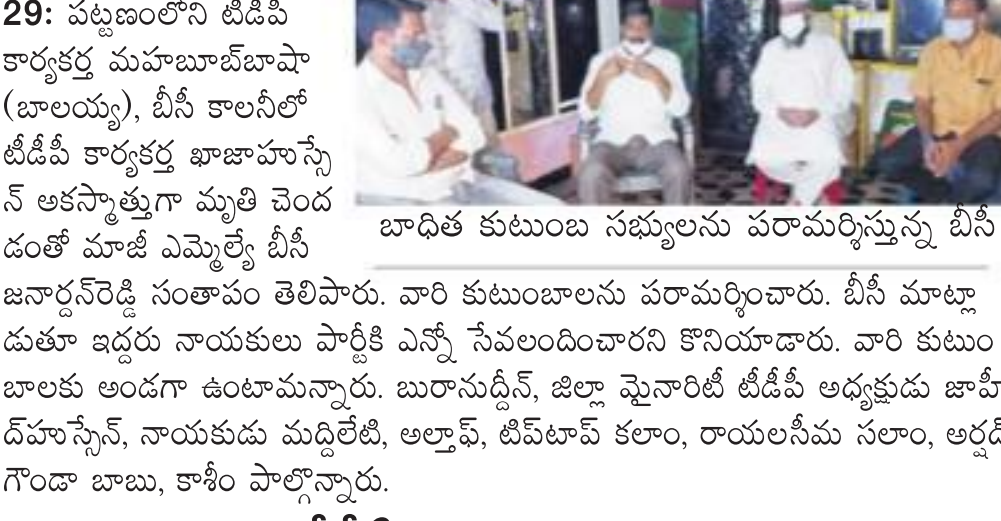 29: పట్టణంలోని టీడీపీ
కార్యకర్త మహబూబ్‌బాషా
(బాలయ్య), బీసీ కాలనీలో
టీడీపీ కార్యకర్త ఖాజాహుస్సే
న్ అకస్మాత్తుగా మృతి చెంద
డంతో మాజీ ఎమ్మెల్యే బీసీ
బాధిత కుటుంబ సభ్యులను పరామర్శిస్తున్న బీసీ
జనార్దన్‌రెడ్డి సంతాపం తెలిపారు. వారి కుటుంబాలను పరామర్శించారు. బీసీ మాట్లా
డుతూ ఇద్దరు నాయకులు పార్టీకి ఎన్నో సేవలందించారని కొనియాడారు. వారి కుటుం
బాలకు అండగా ఉంటామన్నారు. బురానుద్దీన్, జిల్లా మైనారిటీ టీడీపీ అధ్యక్షుడు జాహీ
ద్‌హుస్సేన్, నాయకుడు మద్దిలేటి, అల్తాఫ్, టిప్‌టాప్ కలాం, రాయలసీమ సలాం, అర్షద్
గౌండా బాబు, కాశీం పాల్గొన్నారు.